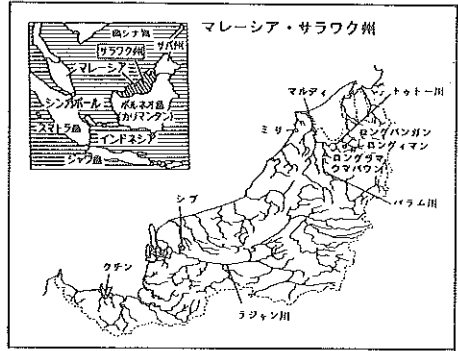 マレーシア・サラワク州
南シナ海
サバ州
サラワク州
マレーシア
シンガポール
ボルネオ島
(カリマンタン)
スマトラ島
インドネシア
ジャワ島
マルディ
トゥトー川
ミリ
ロングバンガン
ロングイマン
ロングラマ
ウマバワン
バラム川
シブ
クチン
ラジャン川